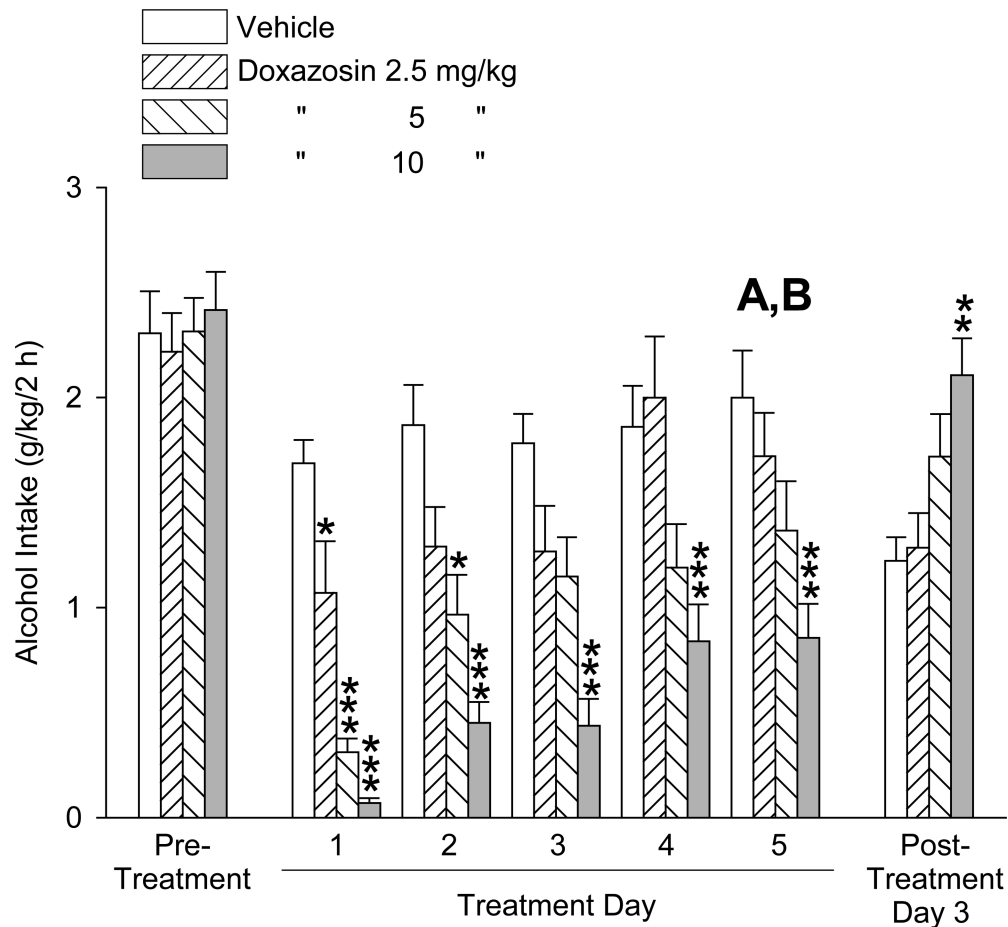 Vehicle
Doxazosin 2.5 mg/kg
" 5 "
" 10 "
3
2
1
0
Alcohol Intake (g/kg/2 h)
A,B
*
***
***
*
***
***
***
***
**
Pre-
Treatment
1 2 3 4 5
Treatment Day
Post-
Treatment
Day 3